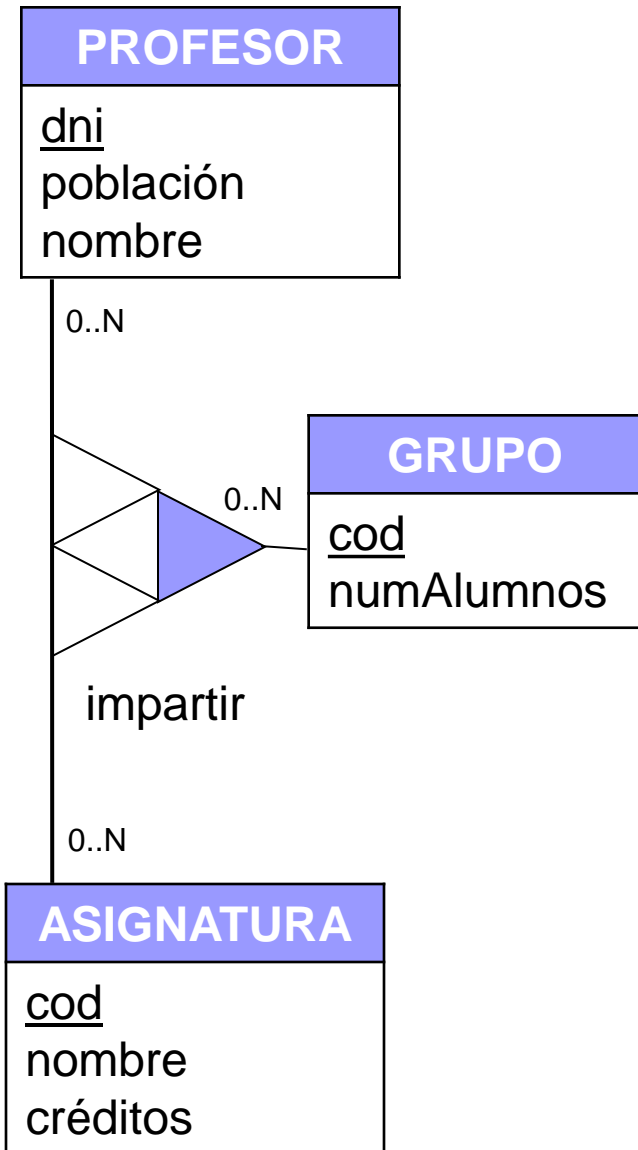 PROFESOR
dni
población
nombre
0..N
GRUPO
0..N
cod
numAlumnos
impartir
0..N
ASIGNATURA
cod
nombre
créditos